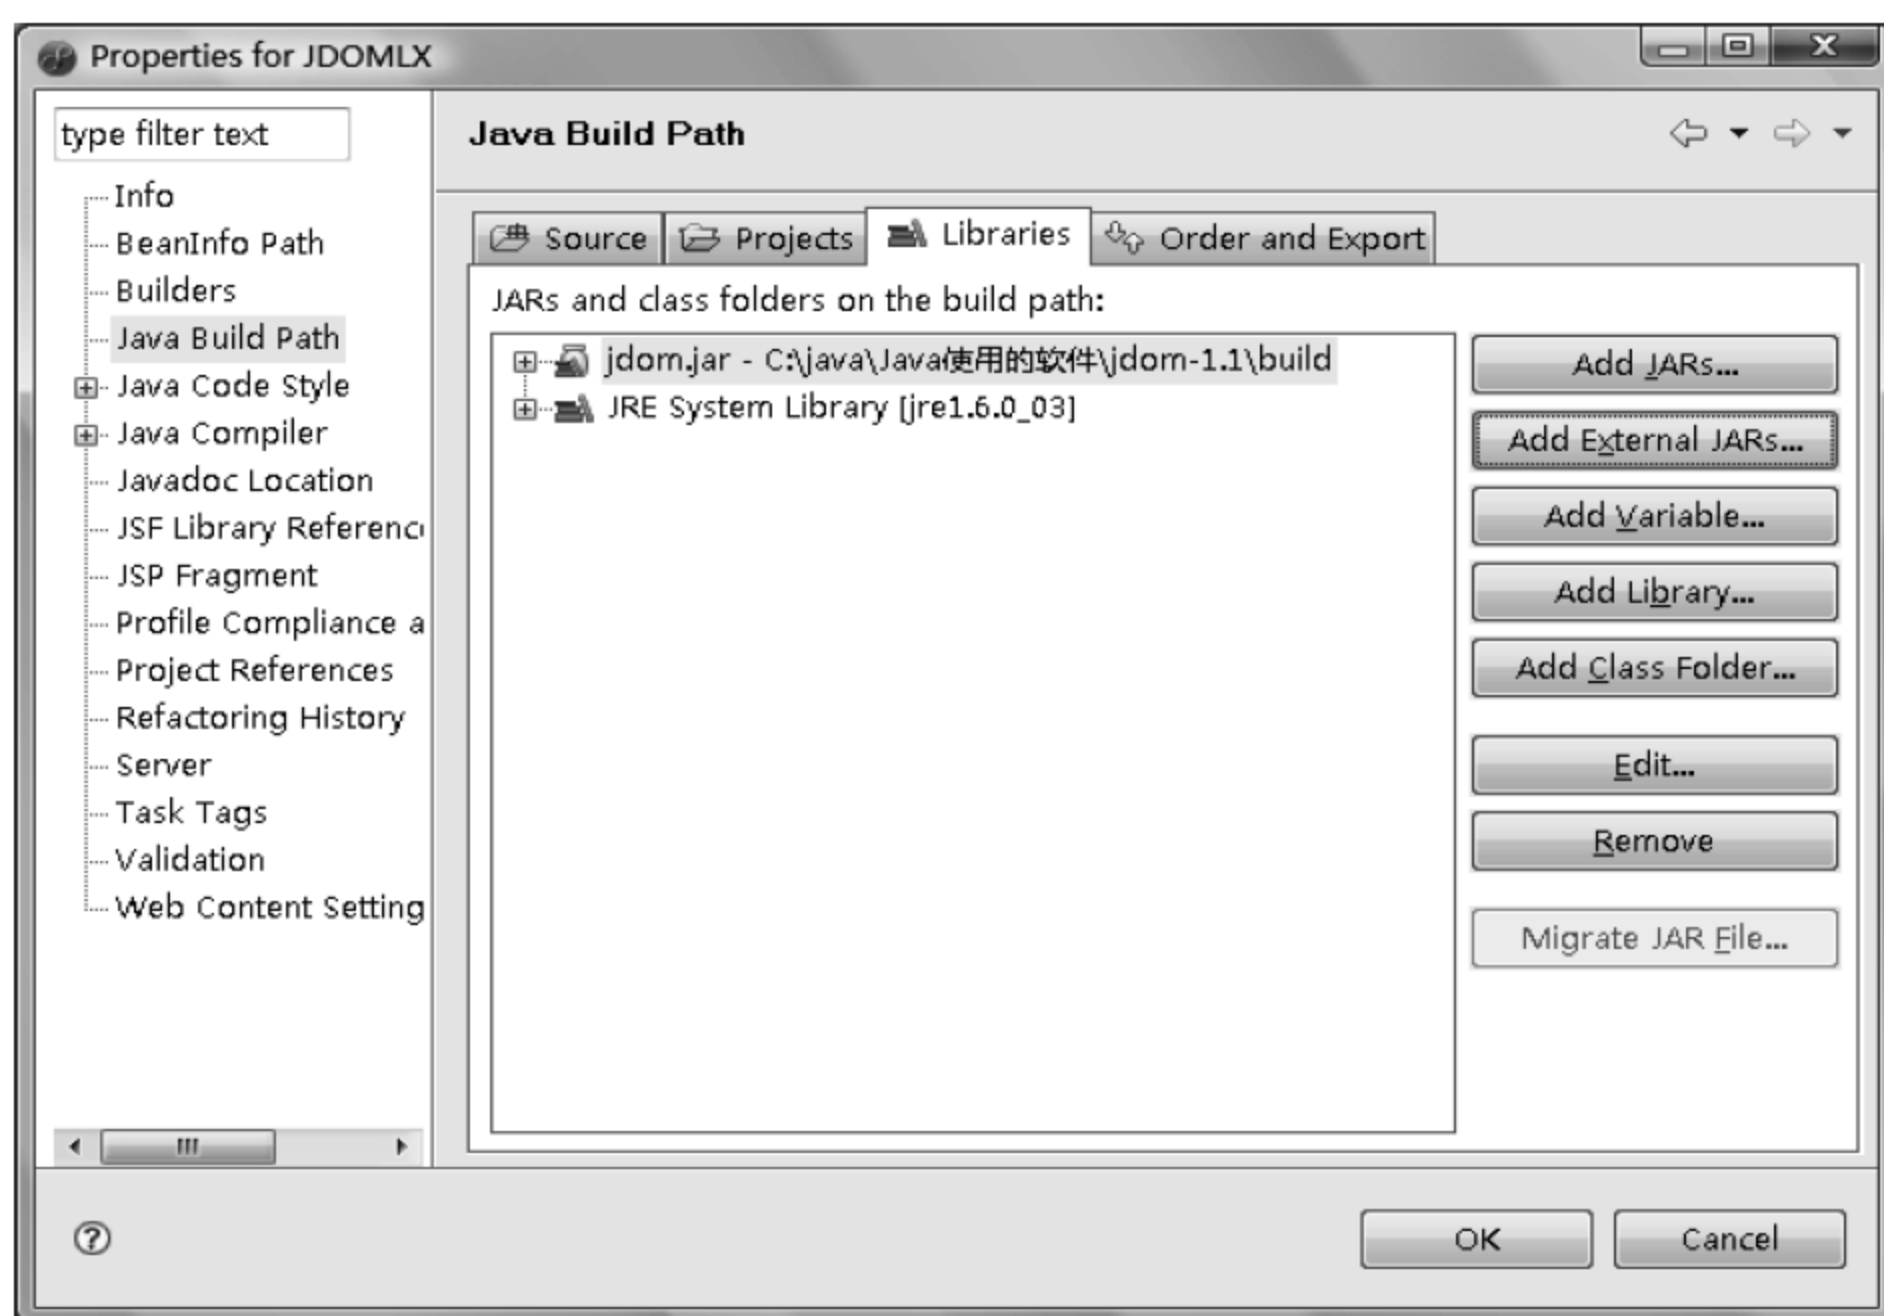 Properties for JDOMLX
type filter text
Info
BeanInfo Path
Builders
Java Build Path
Java Code Style
Java Compiler
Javadoc Location
JSF Library Referenc
JSP Fragment
Profile Compliance a
Project References
Refactoring History
Server
Task Tags
Validation
Web Content Setting
Java Build Path
Source Projects Libraries Order and Export
JARs and class folders on the build path:
jdom.jar - C:\java\Java使用的软件\jdom-1.1\build
JRE System Library [jre1.6.0_03]
Add JARs...
Add External JARs...
Add Variable...
Add Library...
Add Class Folder...
Edit...
Remove
Migrate JAR File...
OK Cancel